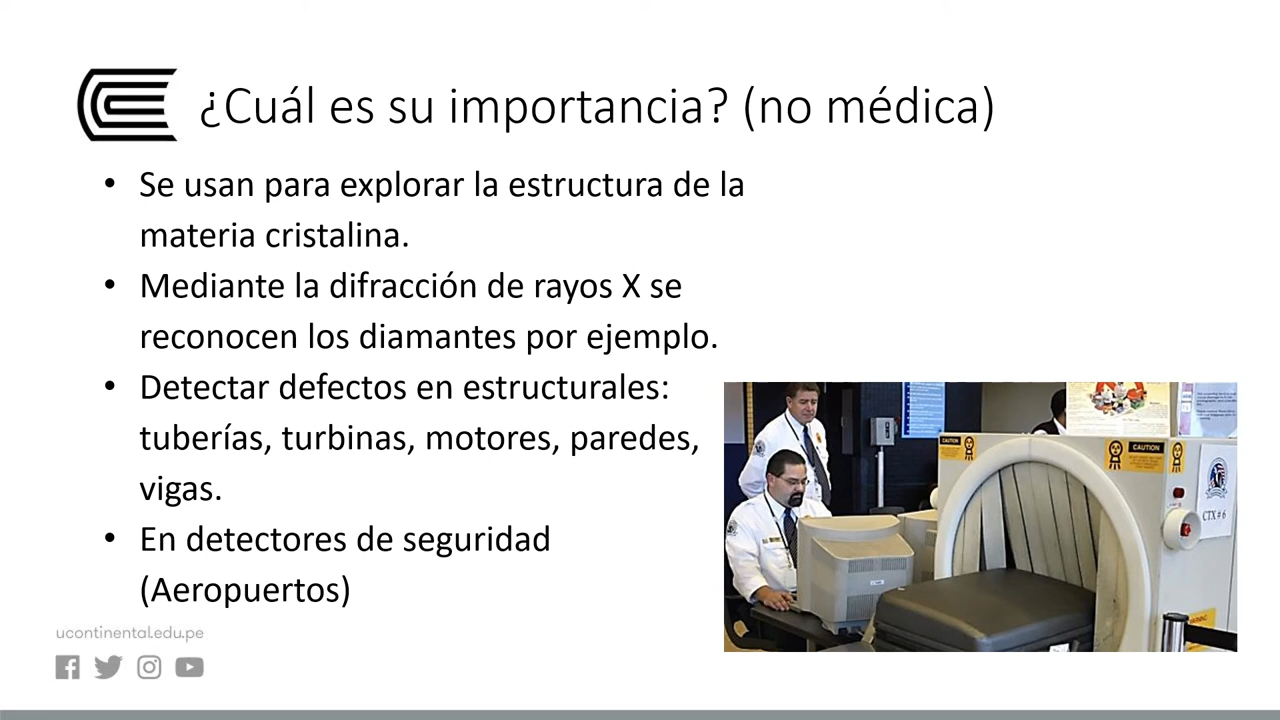 ¿Cuál es su importancia? (no médica)
• Se usan para explorar la estructura de la
materia cristalina.
• Mediante la difracción de rayos X se
reconocen los diamantes por ejemplo.
• Detectar defectos en estructurales:
tuberías, turbinas, motores, paredes,
vigas.
• En detectores de seguridad
(Aeropuertos)
CAUTION
CAUTION
CTX # 6
ucontinental.edu.pe